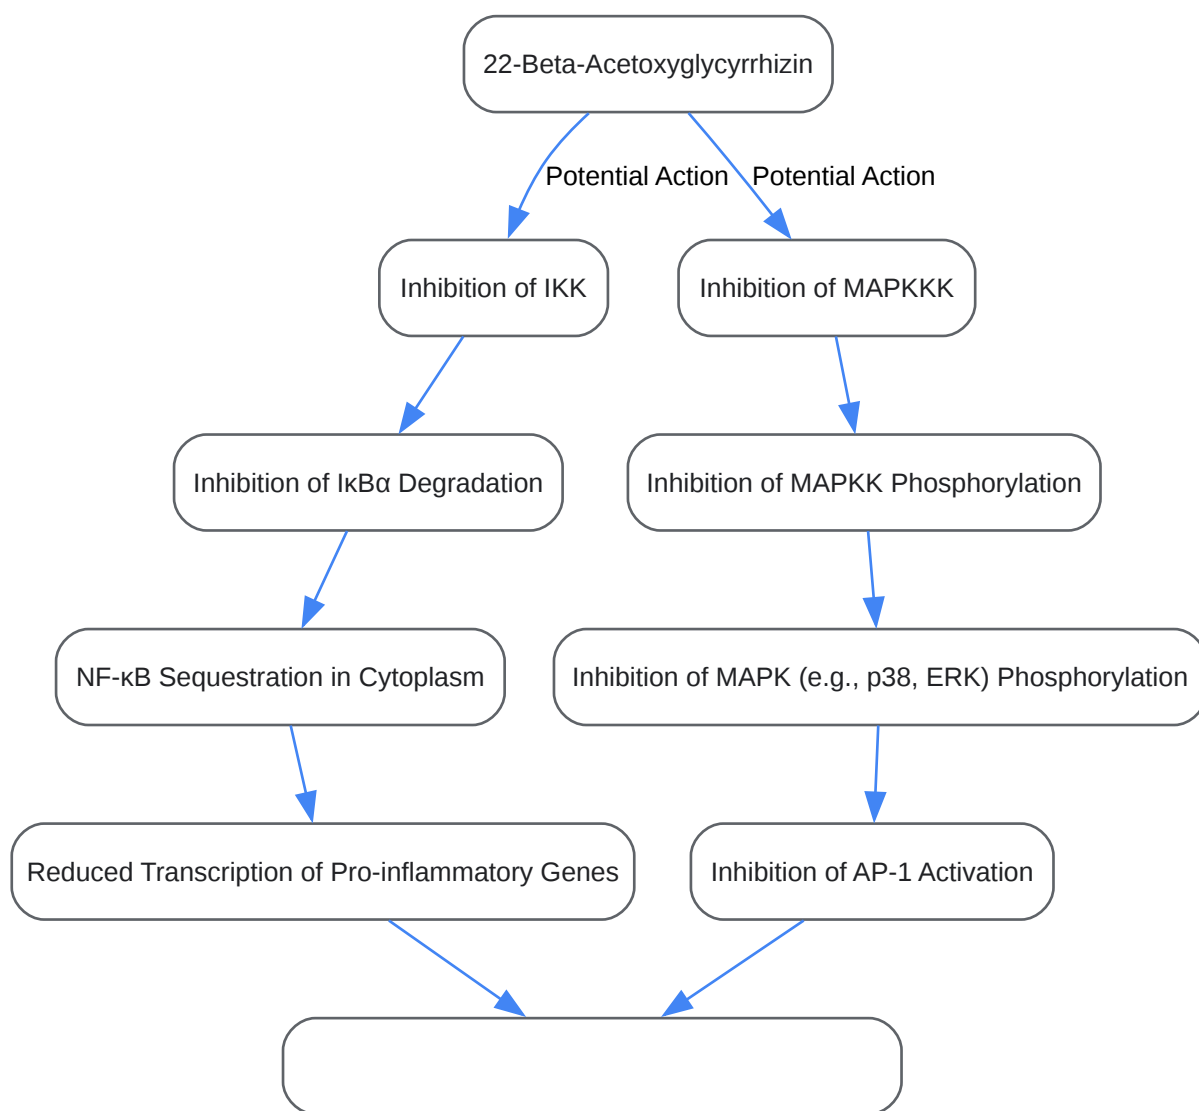 22-Beta-Acetoxyglycyrrhizin
Potential Action
Potential Action
Inhibition of IKK
Inhibition of MAPKKK
Inhibition of IκBα Degradation
Inhibition of MAPKK Phosphorylation
NF-κB Sequestration in Cytoplasm
Inhibition of MAPK (e.g., p38, ERK) Phosphorylation
Reduced Transcription of Pro-inflammatory Genes
Inhibition of AP-1 Activation